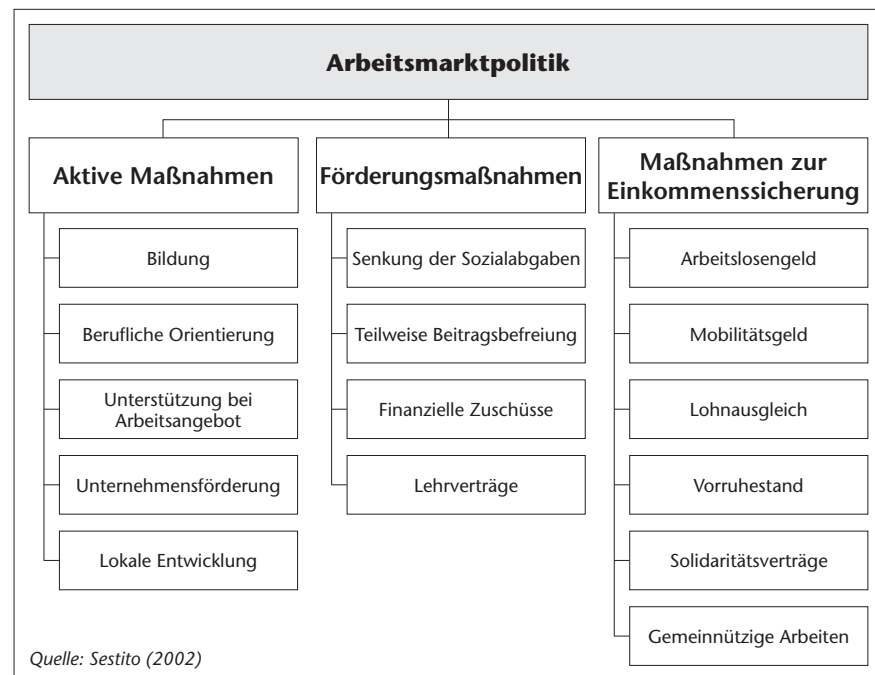 Arbeitsmarktpolitik
Aktive Maßnahmen
Bildung
Berufliche Orientierung
Unterstützung bei
Arbeitsangebot
Unternehmensförderung
Lokale Entwicklung
Förderungsmaßnahmen
Senkung der Sozialabgaben
Teilweise Beitragsbefreiung
Finanzielle Zuschüsse
Lehrverträge
Maßnahmen zur
Einkommenssicherung
Arbeitslosengeld
Mobilitätsgeld
Lohnausgleich
Vorruhestand
Solidaritätsverträge
Gemeinnützige Arbeiten
Quelle: Sestito (2002)